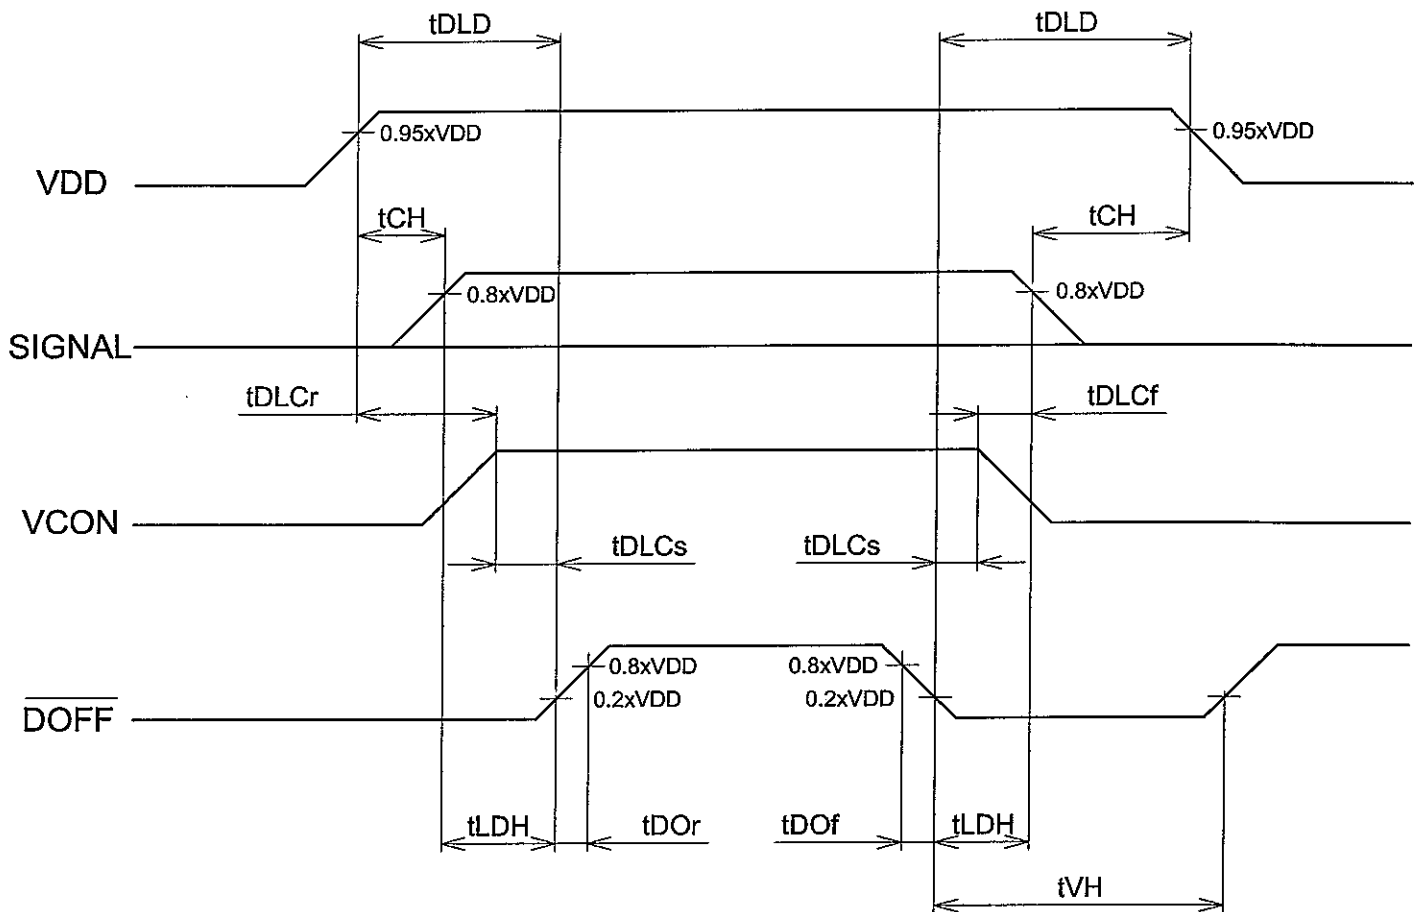 tDLD tDLD
0.95xVDD 0.95xVDD
VDD
tCH tCH
0.8xVDD 0.8xVDD
SIGNAL
tDLCr tDLCf
VCON
tDLCs tDLCs
0.8xVDD 0.8xVDD
0.2xVDD 0.2xVDD
DOFF
tLDH tDOr tDOf tLDH
tVH